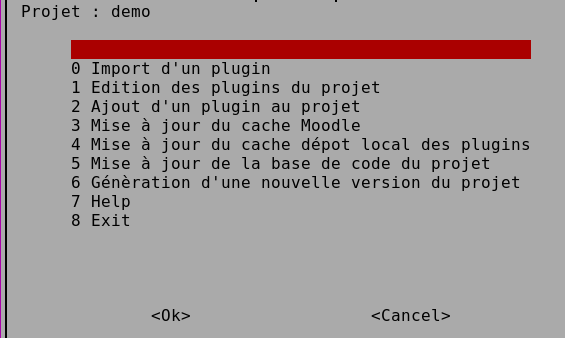 Projet : demo
0 Import d'un plugin
1 Edition des plugins du projet
2 Ajout d'un plugin au projet
3 Mise à jour du cache Moodle
4 Mise à jour du cache dépot local des plugins
5 Mise à jour de la base de code du projet
6 Génèration d'une nouvelle version du projet
7 Help
8 Exit
<Ok> <Cancel>